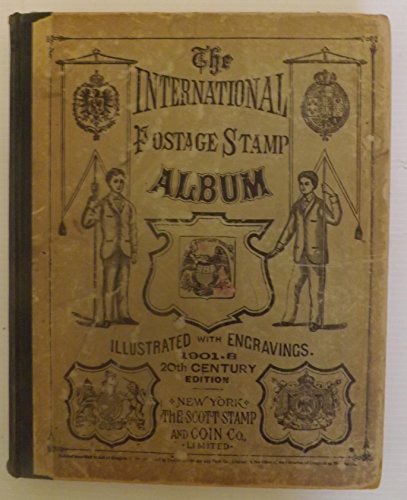 The
INTERNATIONAL
POSTAGE STAMP
ALBUM
ILLUSTRATED WITH ENGRAVINGS.
1901-8
20TH CENTURY
EDITION
NEW YORK
THE SCOTT STAMP
AND COIN CO.,
LIMITED.